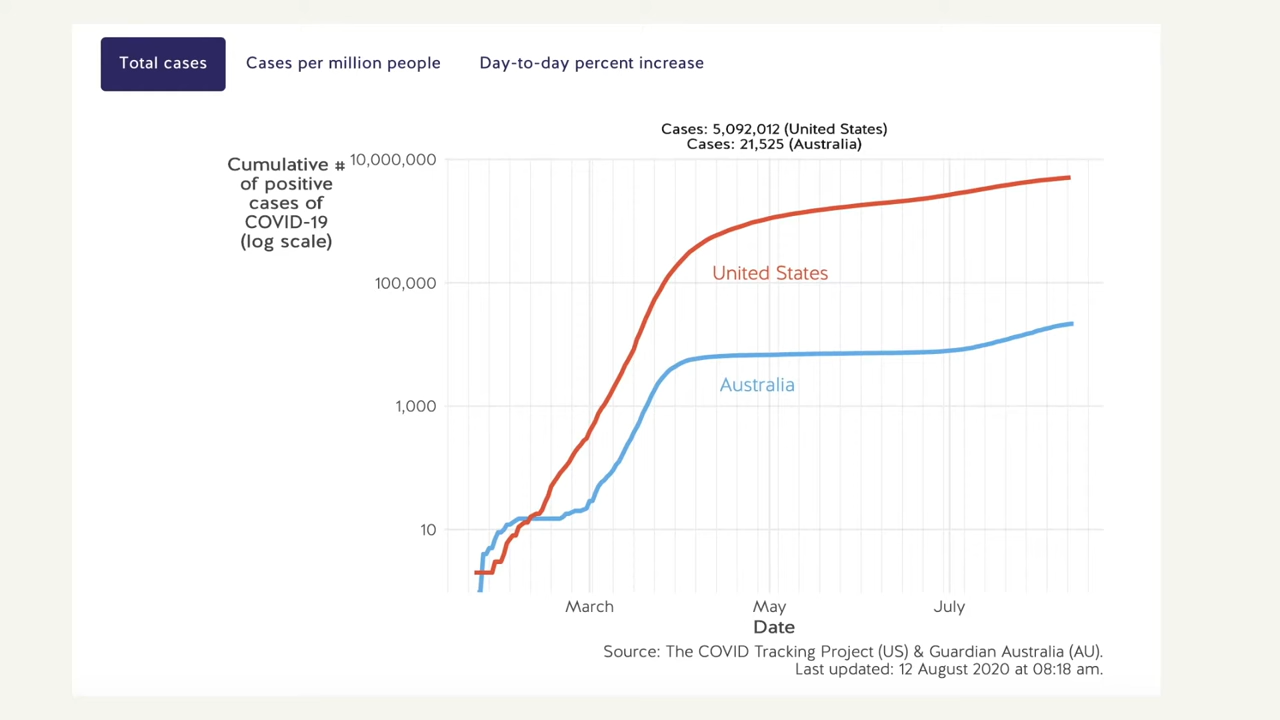 Total cases
Cases per million people
Day-to-day percent increase
Cases: 5,092,012 (United States)
Cases: 21,525 (Australia)
Cumulative #
of positive
cases of
COVID-19
(log scale)
10,000,000
100,000
1,000
10
United States
Australia
March
May
July
Date
Source: The COVID Tracking Project (US) & Guardian Australia (AU).
Last updated: 12 August 2020 at 08:18 am.